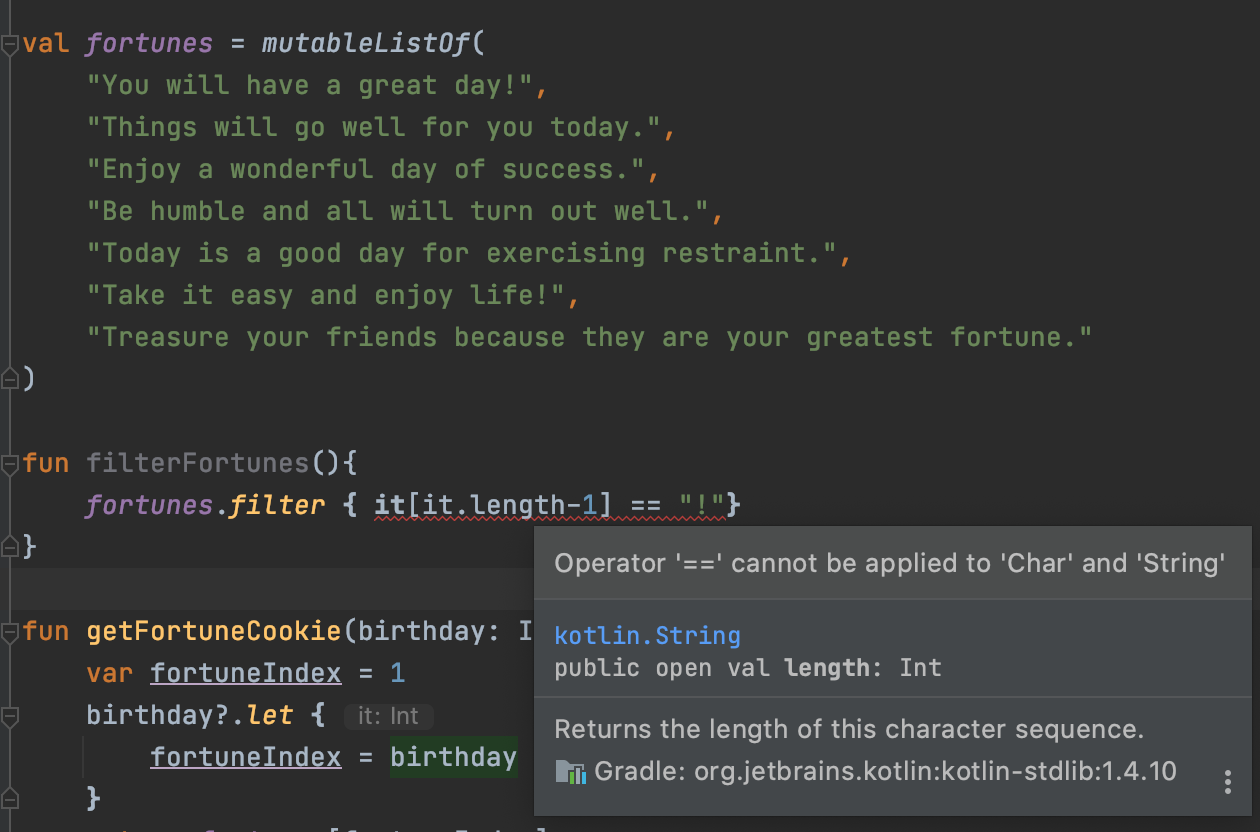 val fortunes = mutableListOf(
"You will have a great day!",
"Things will go well for you today.",
"Enjoy a wonderful day of success.",
"Be humble and all will turn out well.",
"Today is a good day for exercising restraint.",
"Take it easy and enjoy life!",
"Treasure your friends because they are your greatest fortune."
)
fun filterFortunes(){
fortunes.filter { it[it.length-1] == "!"}
}
Operator '==' cannot be applied to 'Char' and 'String'
kotlin.String
public open val length: Int
Returns the length of this character sequence.
Gradle: org.jetbrains.kotlin:kotlin-stdlib:1.4.10
fun getFortuneCookie(birthday: I
var fortuneIndex = 1
birthday?.let { it: Int
fortuneIndex = birthday
}